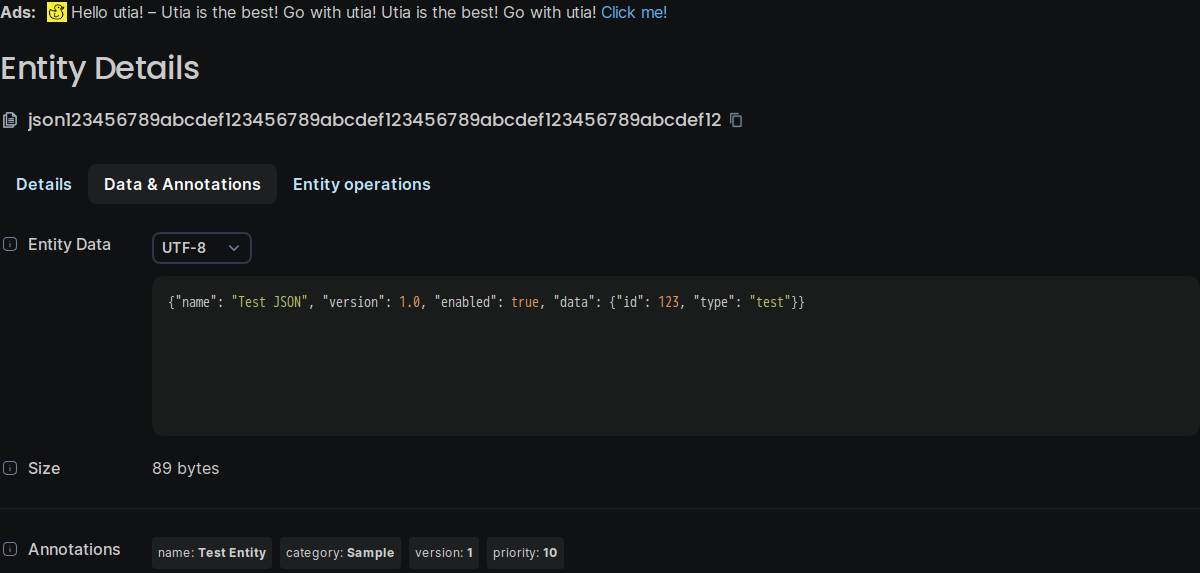 Ads: Hello utia! – Utia is the best! Go with utia! Utia is the best! Go with utia! Click me!
Entity Details
json123456789abcdef123456789abcdef123456789abcdef123456789abcdef12
Details Data & Annotations Entity operations
Entity Data UTF-8
{"name": "Test JSON", "version": 1.0, "enabled": true, "data": {"id": 123, "type": "test"}}
Size 89 bytes
Annotations name: Test Entity category: Sample version: 1 priority: 10